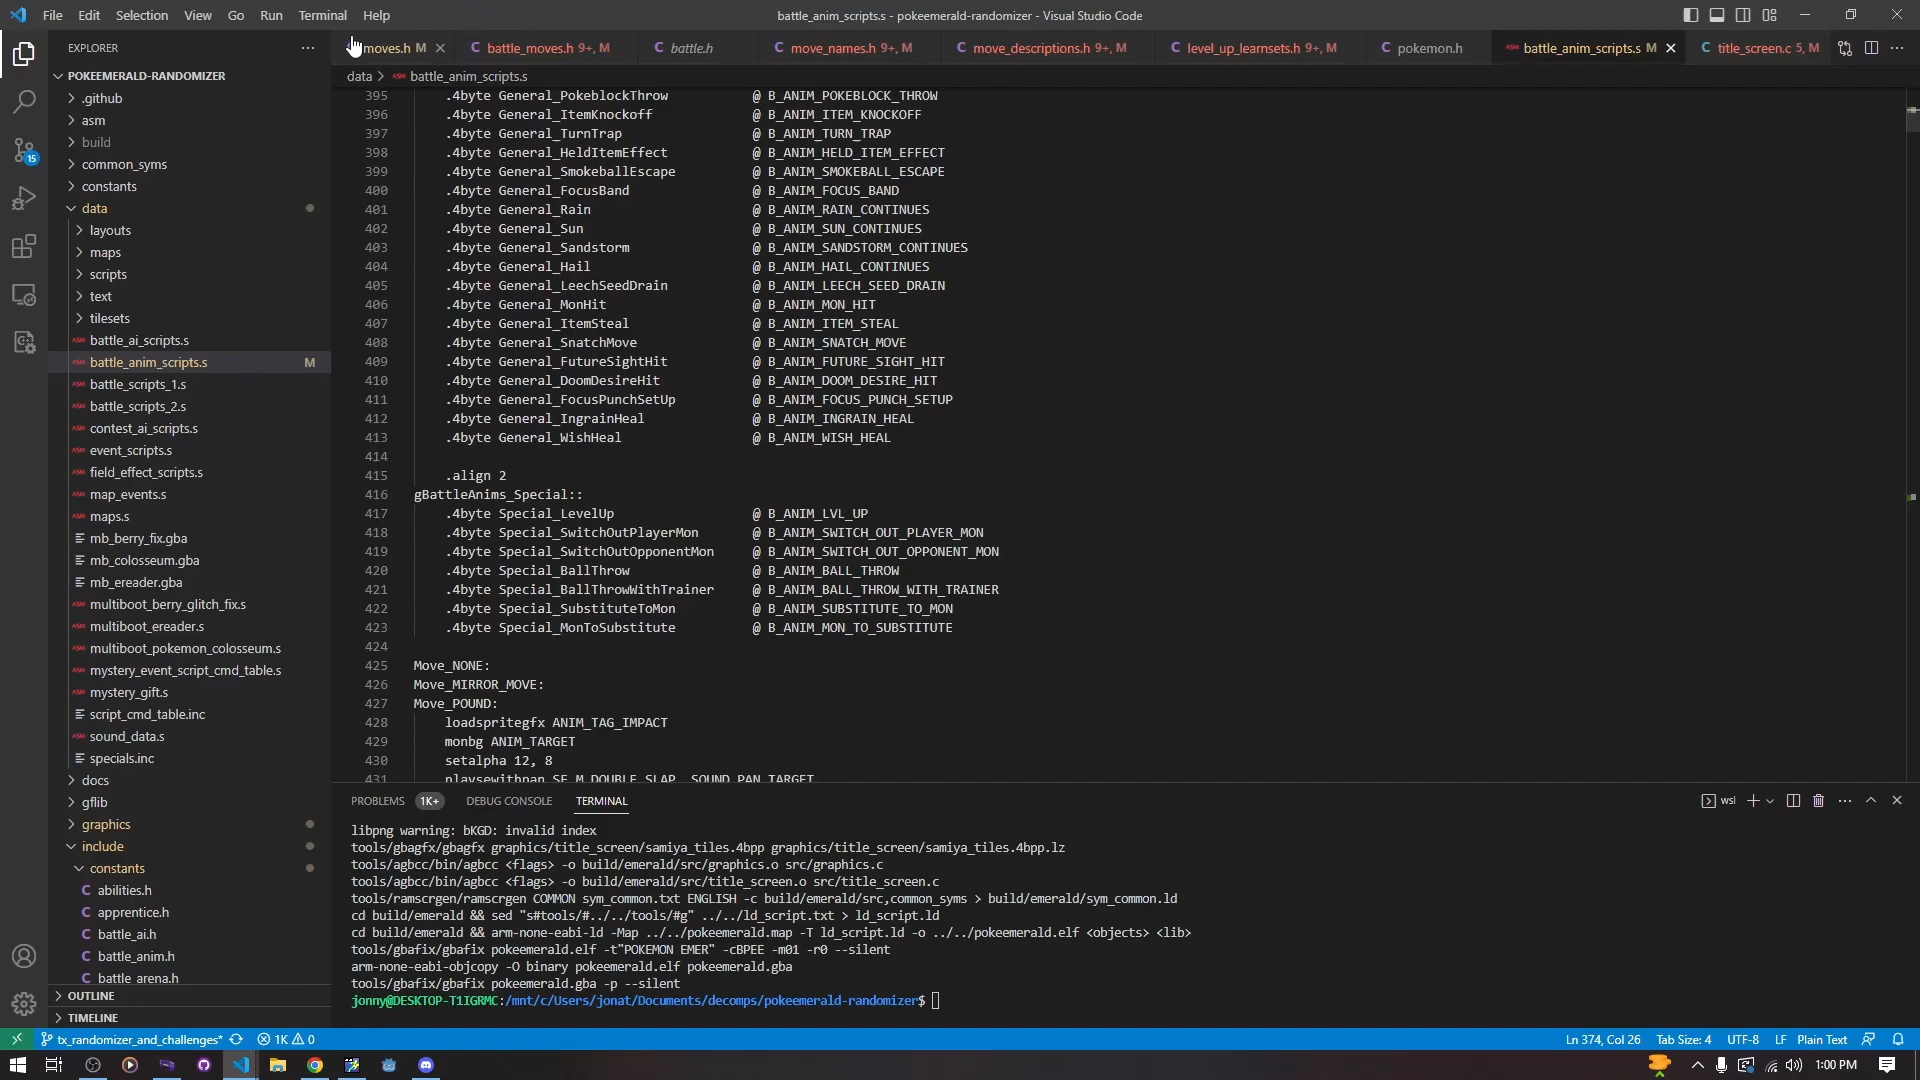 File Edit Selection View Go Run Terminal Help
battle_anim_scripts.s - pokeemerald-randomizer - Visual Studio Code
EXPLORER
moves.h M
battle_moves.h 9+, M
battle.h
move_names.h 9+, M
move_descriptions.h 9+, M
level_up_learnsets.h 9+, M
pokemon.h
battle_anim_scripts.s M
title_screen.c 5, M
data > battle_anim_scripts.s
POKEEMERALD-RANDOMIZER
.github
asm
build
common_syms
constants
data
layouts
maps
scripts
text
tilesets
battle_ai_scripts.s
battle_anim_scripts.s M
battle_scripts_1.s
battle_scripts_2.s
contest_ai_scripts.s
event_scripts.s
field_effect_scripts.s
map_events.s
maps.s
mb_berry_fix.gba
mb_colosseum.gba
mb_ereader.gba
multiboot_berry_glitch_fix.s
multiboot_ereader.s
multiboot_pokemon_colosseum.s
mystery_event_script_cmd_table.s
mystery_gift.s
script_cmd_table.inc
sound_data.s
specials.inc
docs
gflib
graphics
include
constants
abilities.h
apprentice.h
battle_ai.h
battle_anim.h
battle_arena.h
OUTLINE
TIMELINE
15
395 .4byte General_PokeblockThrow @ B_ANIM_POKEBLOCK_THROW
396 .4byte General_ItemKnockoff @ B_ANIM_ITEM_KNOCKOFF
397 .4byte General_TurnTrap @ B_ANIM_TURN_TRAP
398 .4byte General_HeldItemEffect @ B_ANIM_HELD_ITEM_EFFECT
399 .4byte General_SmokeballEscape @ B_ANIM_SMOKEBALL_ESCAPE
400 .4byte General_FocusBand @ B_ANIM_FOCUS_BAND
401 .4byte General_Rain @ B_ANIM_RAIN_CONTINUES
402 .4byte General_Sun @ B_ANIM_SUN_CONTINUES
403 .4byte General_Sandstorm @ B_ANIM_SANDSTORM_CONTINUES
404 .4byte General_Hail @ B_ANIM_HAIL_CONTINUES
405 .4byte General_LeechSeedDrain @ B_ANIM_LEECH_SEED_DRAIN
406 .4byte General_MonHit @ B_ANIM_MON_HIT
407 .4byte General_ItemSteal @ B_ANIM_ITEM_STEAL
408 .4byte General_SnatchMove @ B_ANIM_SNATCH_MOVE
409 .4byte General_FutureSightHit @ B_ANIM_FUTURE_SIGHT_HIT
410 .4byte General_DoomDesireHit @ B_ANIM_DOOM_DESIRE_HIT
411 .4byte General_FocusPunchSetUp @ B_ANIM_FOCUS_PUNCH_SETUP
412 .4byte General_IngrainHeal @ B_ANIM_INGRAIN_HEAL
413 .4byte General_WishHeal @ B_ANIM_WISH_HEAL
414
415 .align 2
416 gBattleAnims_Special::
417 .4byte Special_LevelUp @ B_ANIM_LVL_UP
418 .4byte Special_SwitchOutPlayerMon @ B_ANIM_SWITCH_OUT_PLAYER_MON
419 .4byte Special_SwitchOutOpponentMon @ B_ANIM_SWITCH_OUT_OPPONENT_MON
420 .4byte Special_BallThrow @ B_ANIM_BALL_THROW
421 .4byte Special_BallThrowWithTrainer @ B_ANIM_BALL_THROW_WITH_TRAINER
422 .4byte Special_SubstituteToMon @ B_ANIM_SUBSTITUTE_TO_MON
423 .4byte Special_MonToSubstitute @ B_ANIM_MON_TO_SUBSTITUTE
424
425 Move_NONE:
426 Move_MIRROR_MOVE:
427 Move_POUND:
428 loadspritegfx ANIM_TAG_IMPACT
429 monbg ANIM_TARGET
430 setalpha 12, 8
431 playsewithpan SE_M_DOUBLE_SLAP, SOUND_PAN_TARGET
PROBLEMS 1K+ DEBUG CONSOLE TERMINAL
wsl
libpng warning: bKGD: invalid index
tools/gbagfx/gbagfx graphics/title_screen/samiya_tiles.4bpp graphics/title_screen/samiya_tiles.4bpp.lz
tools/agbcc/bin/agbcc <flags> -o build/emerald/src/graphics.o src/graphics.c
tools/agbcc/bin/agbcc <flags> -o build/emerald/src/title_screen.o src/title_screen.c
tools/ramscrgen/ramscrgen COMMON sym_common.txt ENGLISH -c build/emerald/src,common_syms > build/emerald/sym_common.ld
cd build/emerald && sed "s#tools/#../../tools/#g" ../../ld_script.txt > ld_script.ld
cd build/emerald && arm-none-eabi-ld -Map ../../pokeemerald.map -T ld_script.ld -o ../../pokeemerald.elf <objects> <lib>
tools/gbafix/gbafix pokeemerald.elf -t"POKEMON EMER" -cBPEE -m01 -r0 --silent
arm-none-eabi-objcopy -O binary pokeemerald.elf pokeemerald.gba
tools/gbafix/gbafix pokeemerald.gba -p --silent
jonny@DESKTOP-T1IGRMC:/mnt/c/Users/jonat/Documents/decomps/pokeemerald-randomizer$
tx_randomizer_and_challenges* 1K 0
Ln 374, Col 26 Tab Size: 4 UTF-8 LF Plain Text
1:00 PM